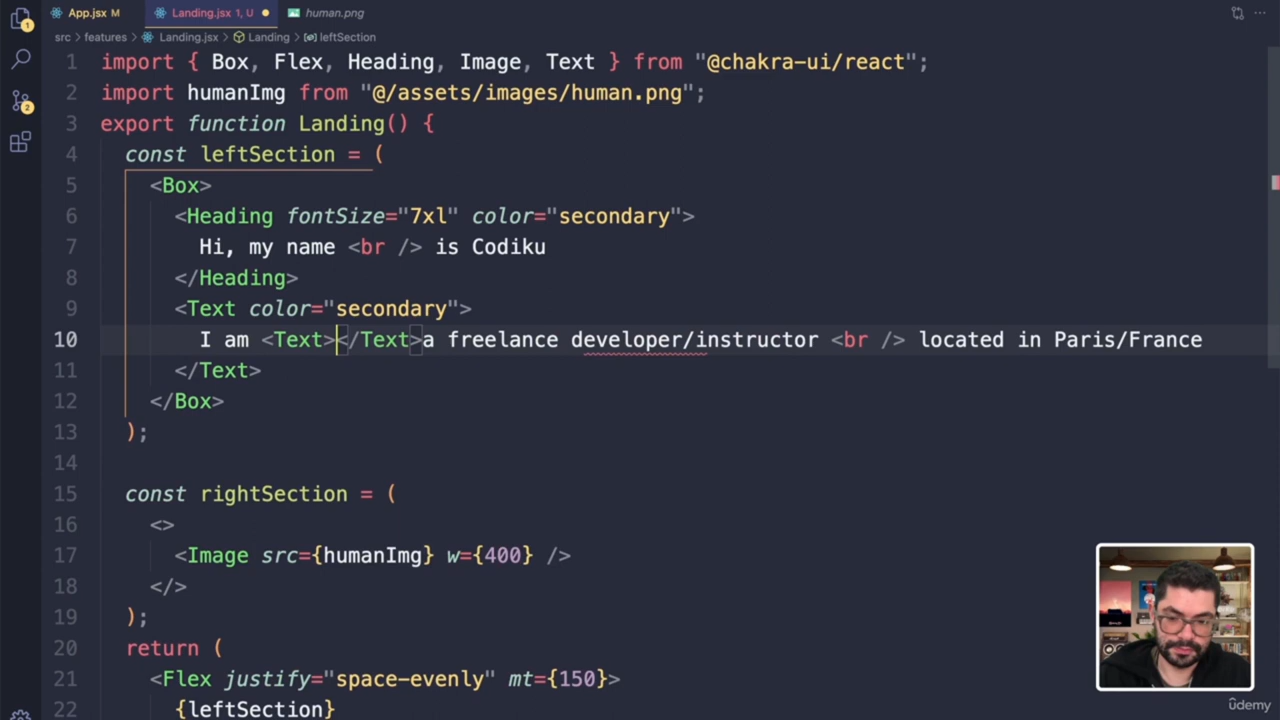 App.jsx M
Landing.jsx 1, U
human.png
src > features > Landing.jsx > Landing > leftSection
1 import { Box, Flex, Heading, Image, Text } from "@chakra-ui/react";
2 import humanImg from "@/assets/images/human.png";
3 export function Landing() {
4 const leftSection = (
5 <Box>
6 <Heading fontSize="7xl" color="secondary">
7 Hi, my name <br /> is Codiku
8 </Heading>
9 <Text color="secondary">
10 I am <Text></Text>a freelance developer/instructor <br /> located in Paris/France
11 </Text>
12 </Box>
13 );
14
15 const rightSection = (
16 <>
17 <Image src={humanImg} w={400} />
18 </>
19 );
20 return (
21 <Flex justify="space-evenly" mt={150}>
22 {leftSection}
1
2
ûdemy